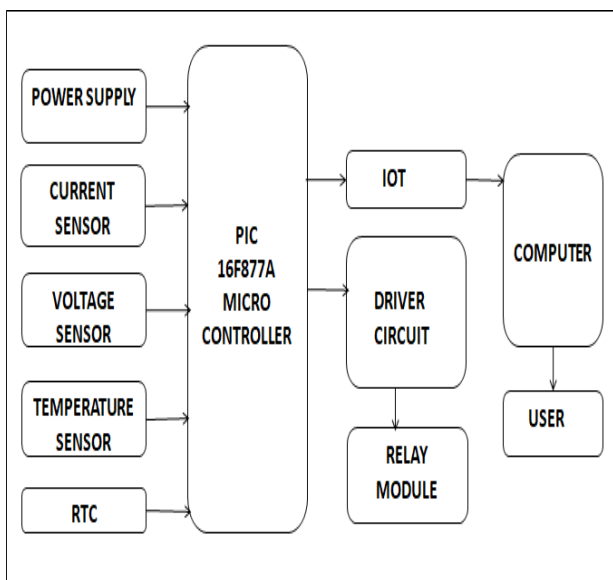 POWER SUPPLY
CURRENT
SENSOR
VOLTAGE
SENSOR
TEMPERATURE
SENSOR
RTC
PIC
16F877A
MICRO
CONTROLLER
IOT
DRIVER
CIRCUIT
RELAY
MODULE
COMPUTER
USER